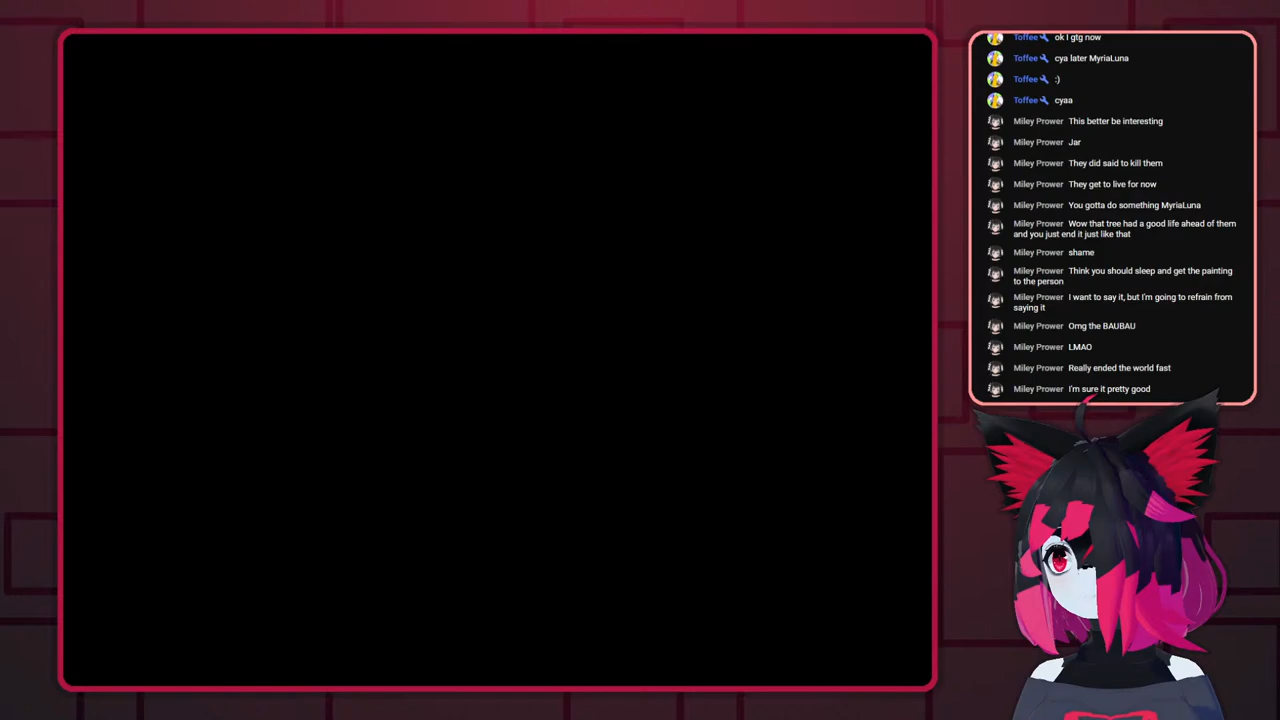 Toffee ok I gtg now
Toffee cya later MyriaLuna
Toffee :)
Toffee cyaa
Miley Prower This better be interesting
Miley Prower Jar
Miley Prower They did said to kill them
Miley Prower They get to live for now
Miley Prower You gotta do something MyriaLuna
Miley Prower Wow that tree had a good life ahead of them
and you just end it just like that
Miley Prower shame
Miley Prower Think you should sleep and get the painting
to the person
Miley Prower I want to say it, but I'm going to refrain from
saying it
Miley Prower Omg the BAUBAU
Miley Prower LMAO
Miley Prower Really ended the world fast
Miley Prower I'm sure it pretty good